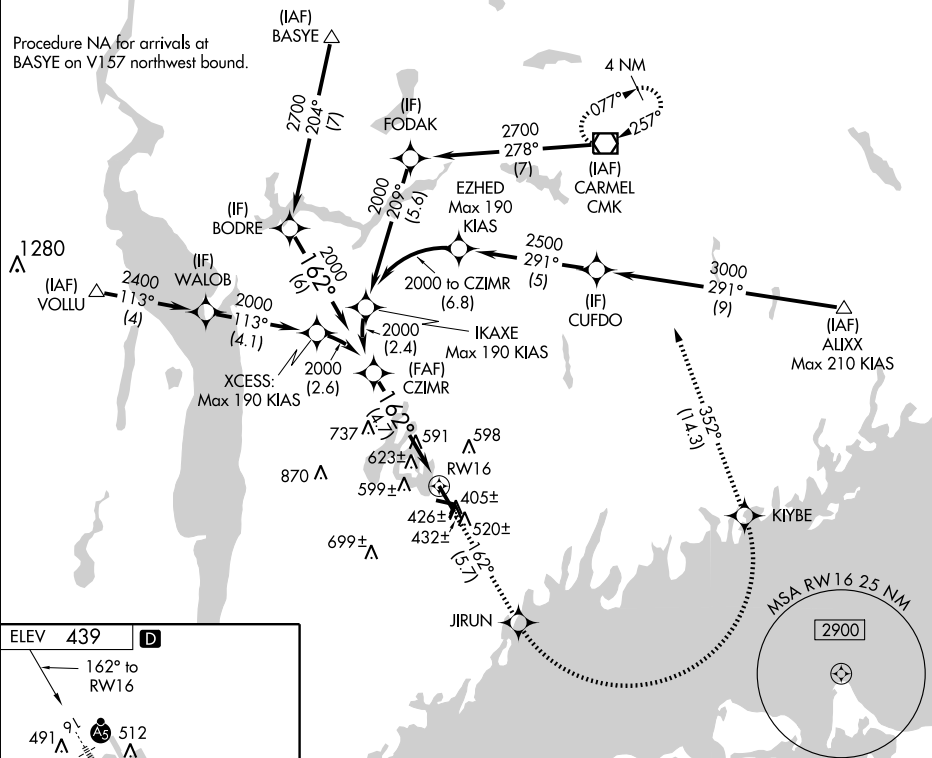 Procedure NA for arrivals at
BASYE on V157 northwest bound.
(IAF)
BASYE
2700
204°
(7)
(IF)
FODAK
2700
278°
(7)
4 NM
077°
257°
(IAF)
CARMEL
CMK
2000
209°
(5.6)
EZHED
Max 190
KIAS
(IF)
BODRE
2000
162°
(6)
2500
291°
(5)
3000
291°
(9)
1280
(IF)
WALOB
2000 to CZIMR
(6.8)
(IF)
CUFDO
(IAF)
VOLLU
2400
113°
(4)
2000
113°
(4.1)
IKAXE
Max 190 KIAS
(IAF)
ALIXX
Max 210 KIAS
2000
(2.4)
XCESS:
Max 190 KIAS
2000
(2.6)
(FAF)
CZIMR
162°
(4.7)
352°
(14.3)
737
591
598
623±
870
RW16
599±
405±
426±
520±
432±
699±
162°
(5.7)
KIYBE
JIRUN
MSA RW16 25 NM
2900
ELEV 439
D
162° to
RW16
16
A5
491
512